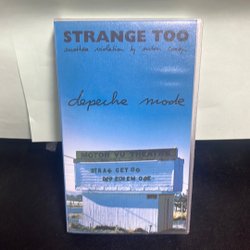 STRANGE TOO
another violation by anton corbijn
depeche mode
MOTOR VU THEATRE